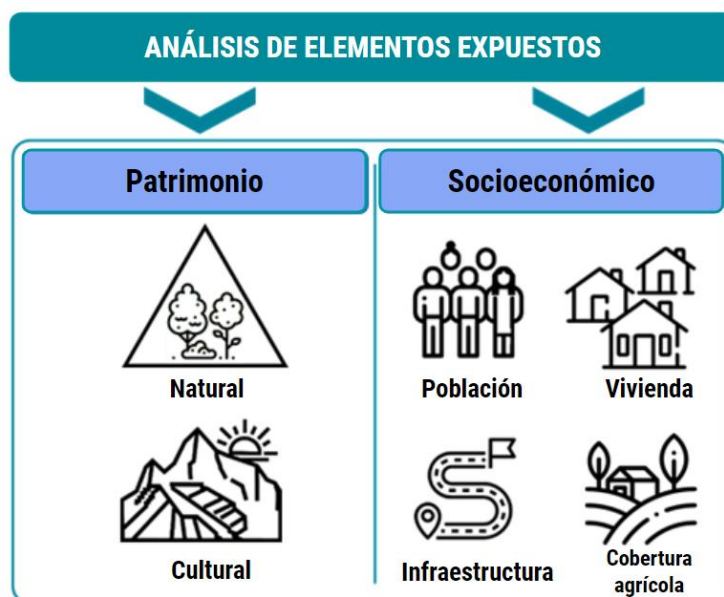 ANÁLISIS DE ELEMENTOS EXPUESTOS
Patrimonio
Socioeconómico
Natural
Cultural
Población
Vivienda
Infraestructura
Cobertura
agrícola